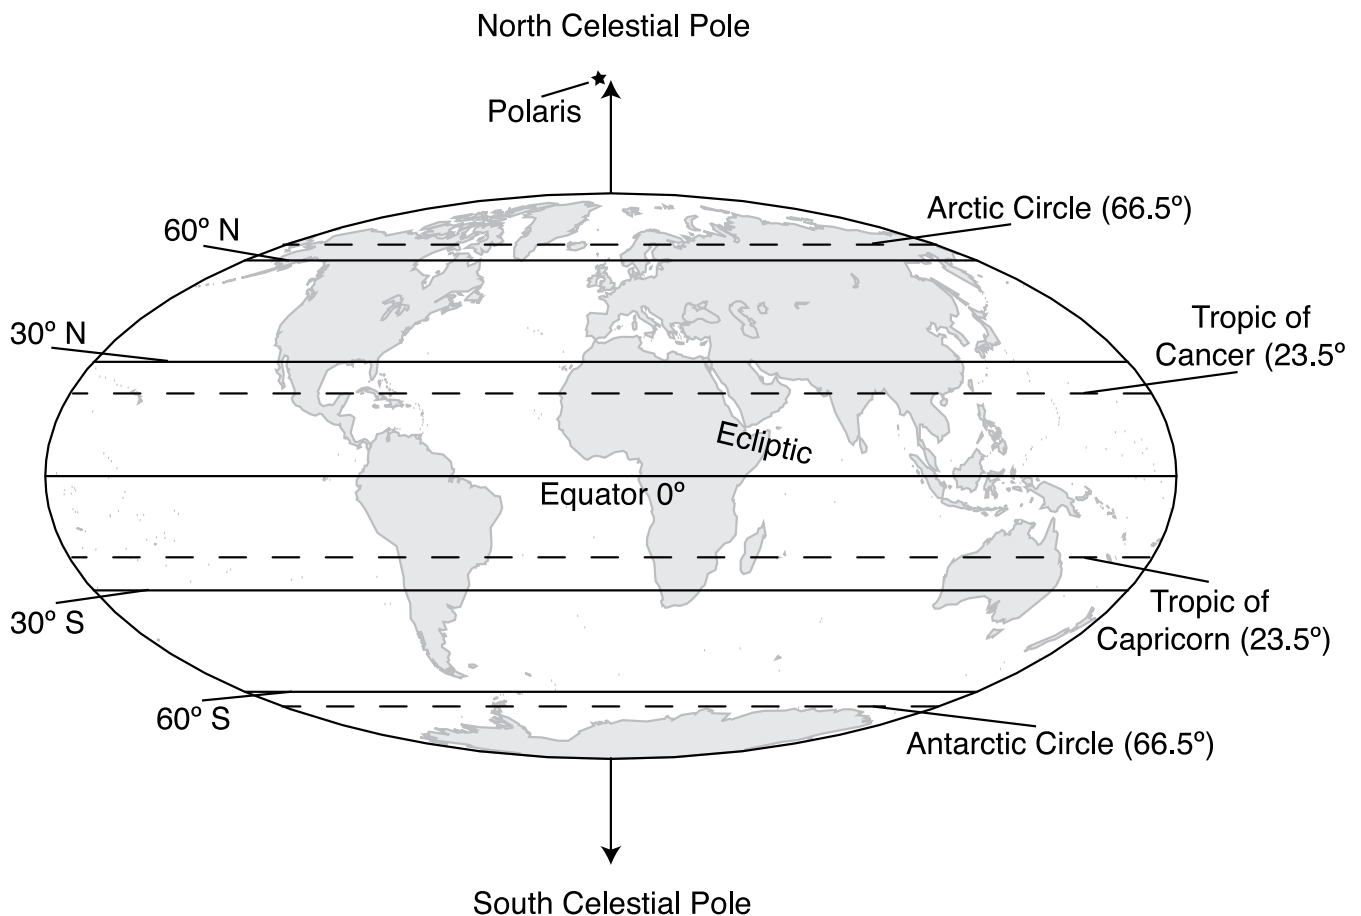 North Celestial Pole
Polaris
Arctic Circle (66.5º)
60º N
Tropic of
Cancer (23.5º
30º N
Ecliptic
Equator 0º
30º S
Tropic of
Capricorn (23.5º)
60º S
Antarctic Circle (66.5º)
South Celestial Pole